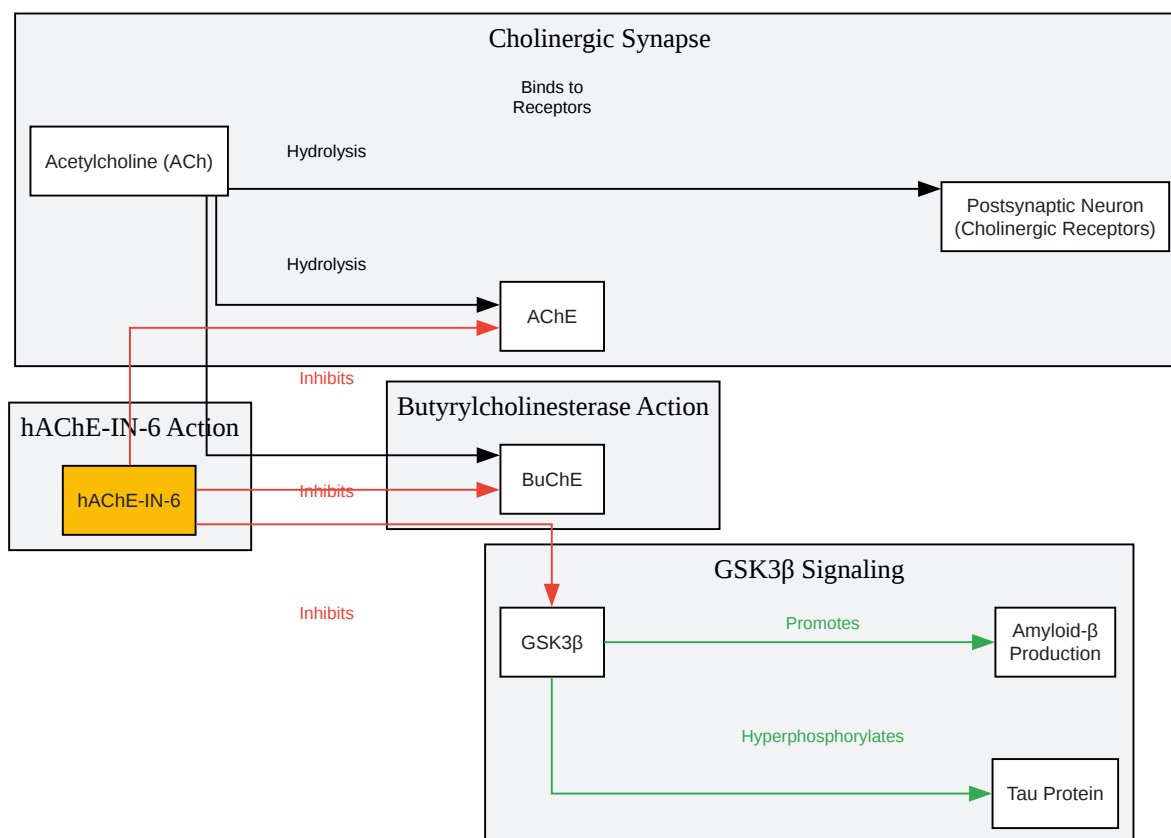 Cholinergic Synapse
Binds to
Receptors
Acetylcholine (ACh)
Hydrolysis
Postsynaptic Neuron
(Cholinergic Receptors)
Hydrolysis
AChE
Inhibits
Butyrylcholinesterase Action
hAChE-IN-6 Action
BuChE
hAChE-IN-6
Inhibits
GSK3β Signaling
Inhibits
GSK3β
Promotes
Amyloid-β
Production
Hyperphosphorylates
Tau Protein